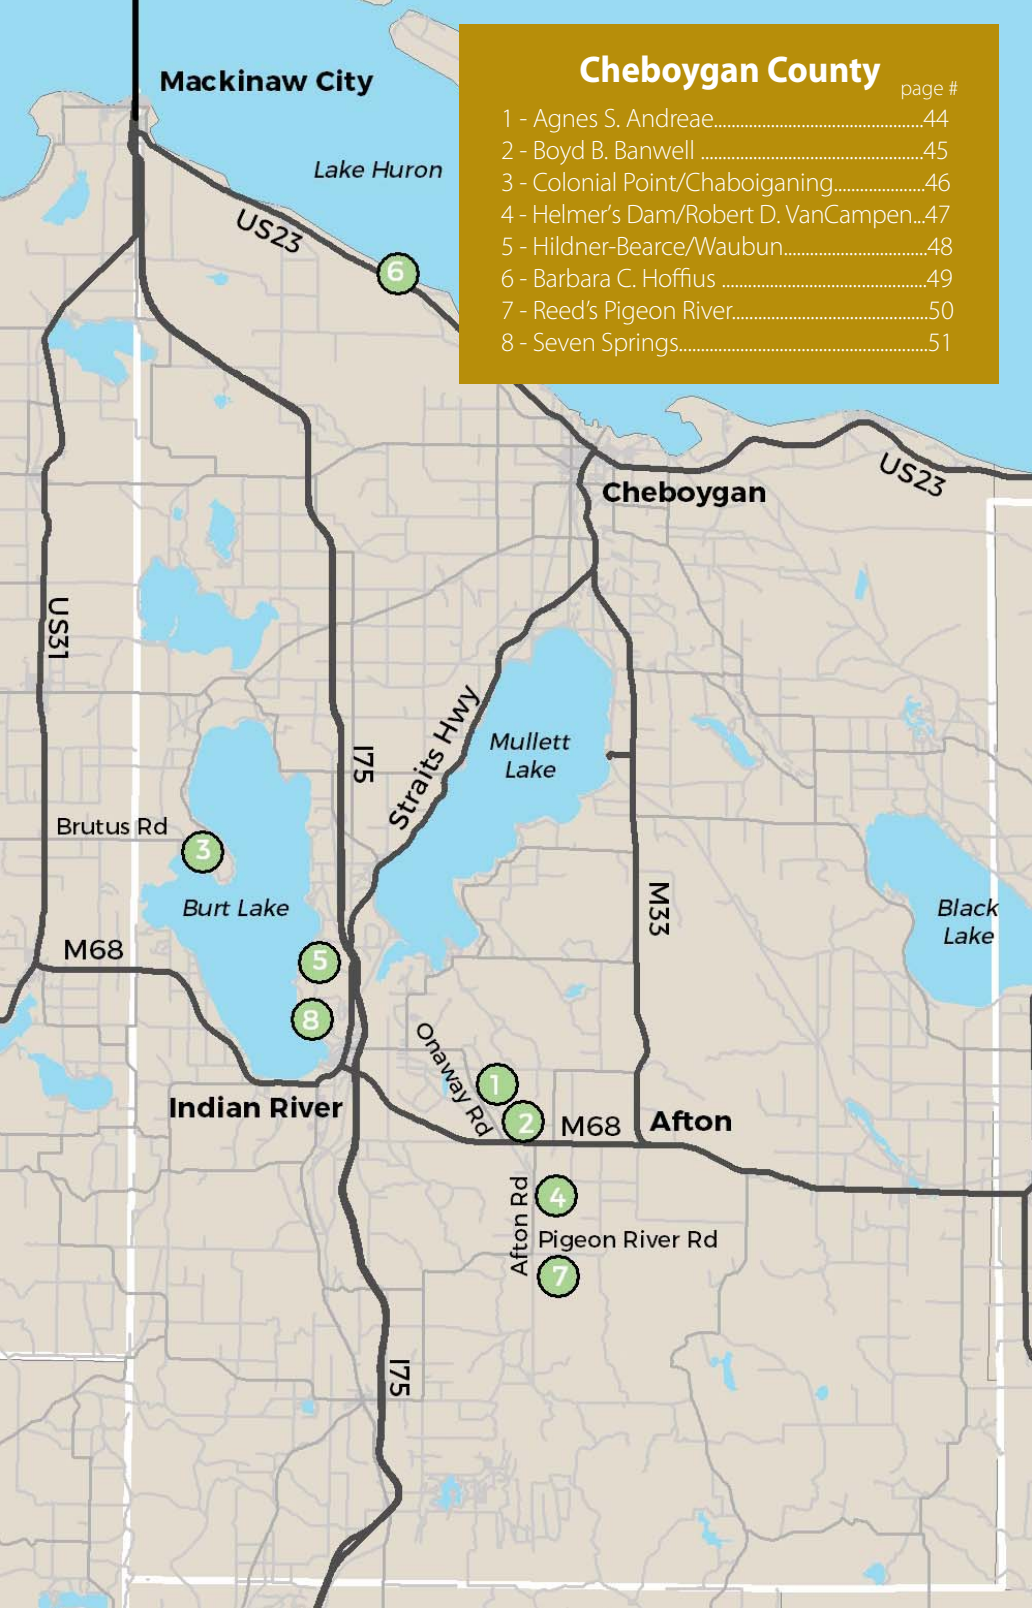 Cheboygan County
page #
1 - Agnes S. Andreae................................................44
2 - Boyd B. Banwell ...................................................45
3 - Colonial Point/Chaboiganing.....................46
4 - Helmer's Dam/Robert D. VanCampen...47
5 - Hildner-Bearce/Waubun.................................48
6 - Barbara C. Hoffius ...............................................49
7 - Reed's Pigeon River.............................................50
8 - Seven Springs.........................................................51
Mackinaw City
Lake Huron
US23
6
US23
Cheboygan
US31
Straits Hwy
I75
Mullett
Lake
Brutus Rd
3
Burt Lake
M33
Black
Lake
M68
5
8
Onaway Rd
1
Indian River
2
M68
Afton
4
Afton Rd
Pigeon River Rd
7
I75